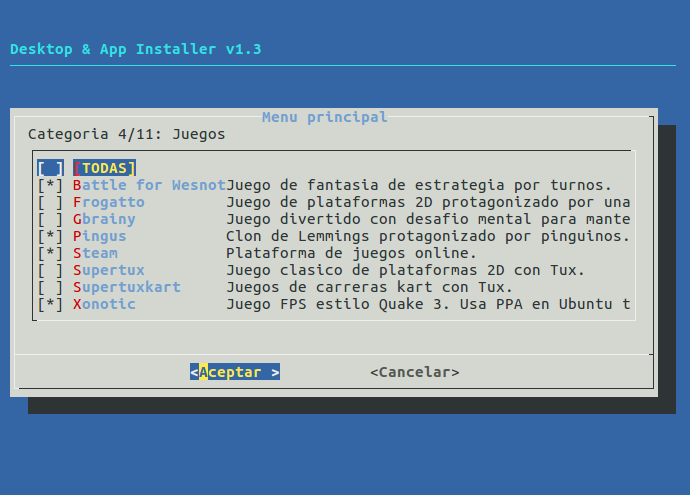 Desktop & App Installer v1.3
Menu principal
Categoria 4/11: Juegos
[ ] [TODAS]
[*] Battle for WesnotJuego de fantasia de estrategia por turnos.
[ ] Frogatto Juego de plataformas 2D protagonizado por una
[ ] Gbrainy Juego divertido con desafio mental para mante
[*] Pingus Clon de Lemmings protagonizado por pinguinos.
[*] Steam Plataforma de juegos online.
[ ] Supertux Juego clasico de plataformas 2D con Tux.
[ ] Supertuxkart Juegos de carreras kart con Tux.
[*] Xonotic Juego FPS estilo Quake 3. Usa PPA en Ubuntu t
<Aceptar > <Cancelar>